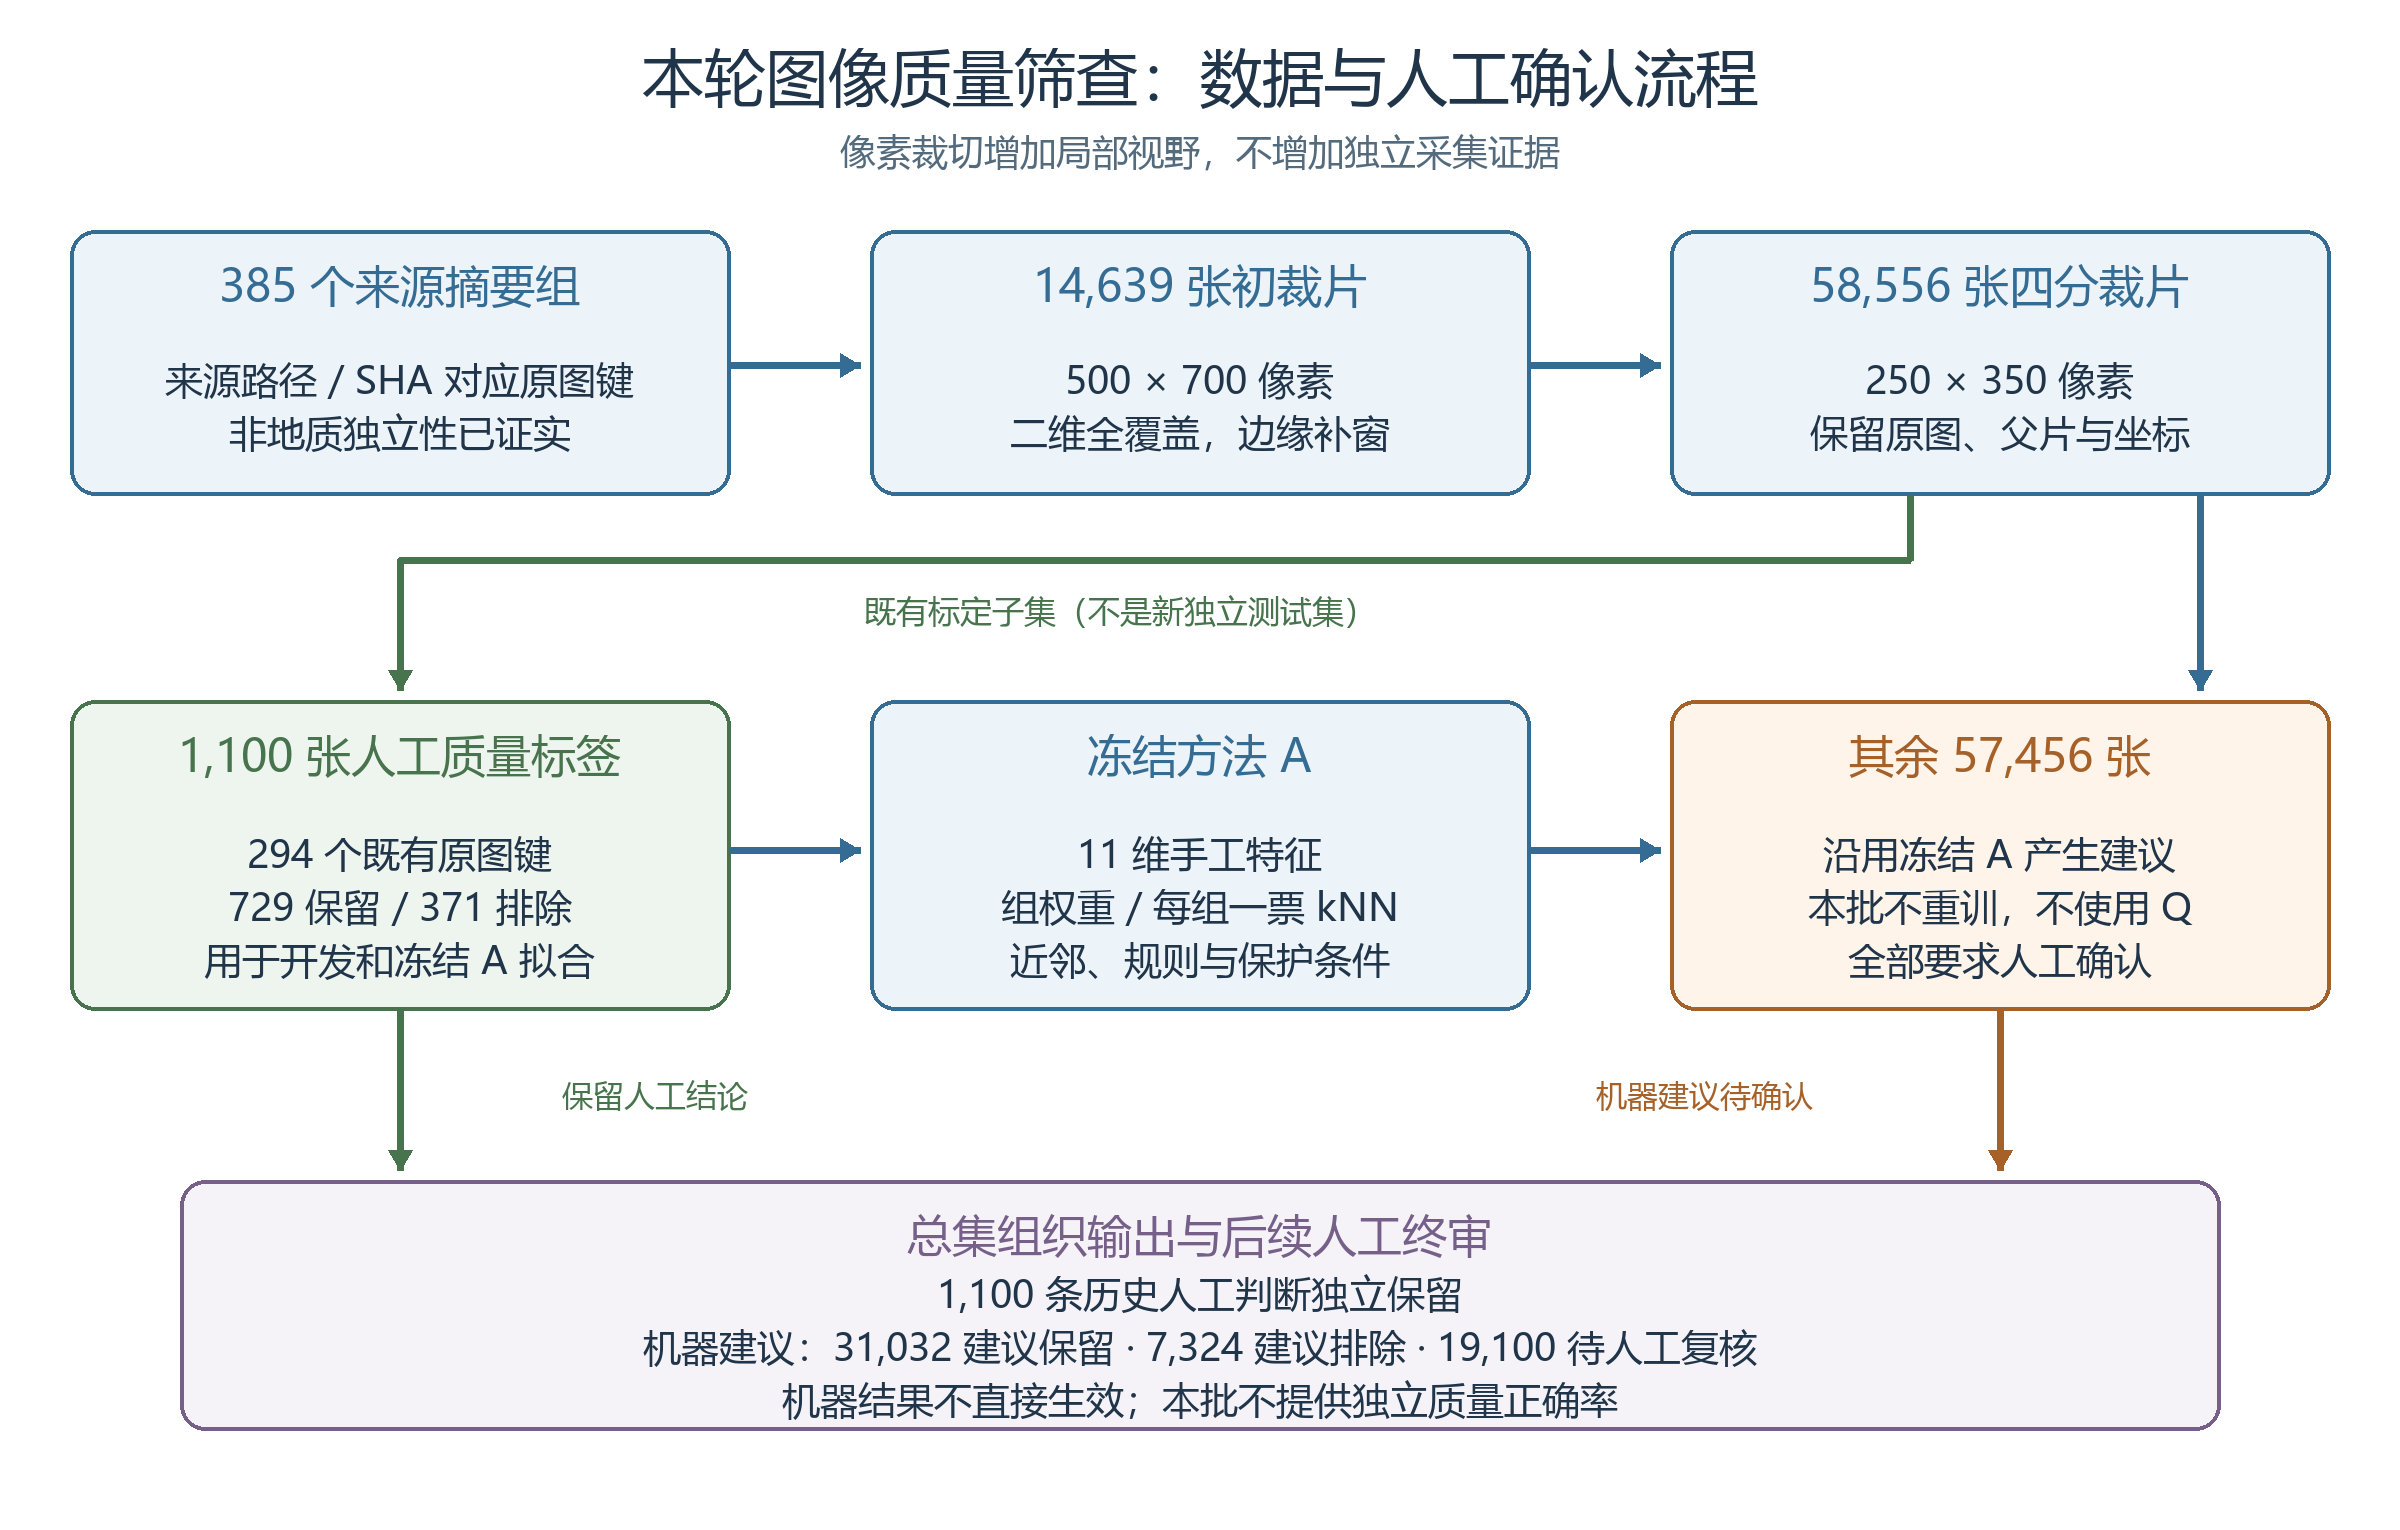 本轮图像质量筛查：数据与人工确认流程
像素裁切增加局部视野，不增加独立采集证据
385 个来源摘要组
来源路径 / SHA 对应原图键
非地质独立性已证实
14,639 张初裁片
500 × 700 像素
二维全覆盖，边缘补窗
58,556 张四分裁片
250 × 350 像素
保留原图、父片与坐标
既有标定子集（不是新独立测试集）
1,100 张人工质量标签
294 个既有原图键
729 保留 / 371 排除
用于开发和冻结 A 拟合
冻结方法 A
11 维手工特征
组权重 / 每组一票 kNN
近邻、规则与保护条件
其余 57,456 张
沿用冻结 A 产生建议
本批不重训，不使用 Q
全部要求人工确认
保留人工结论
机器建议待确认
总集组织输出与后续人工终审
1,100 条历史人工判断独立保留
机器建议：31,032 建议保留 · 7,324 建议排除 · 19,100 待人工复核
机器结果不直接生效；本批不提供独立质量正确率